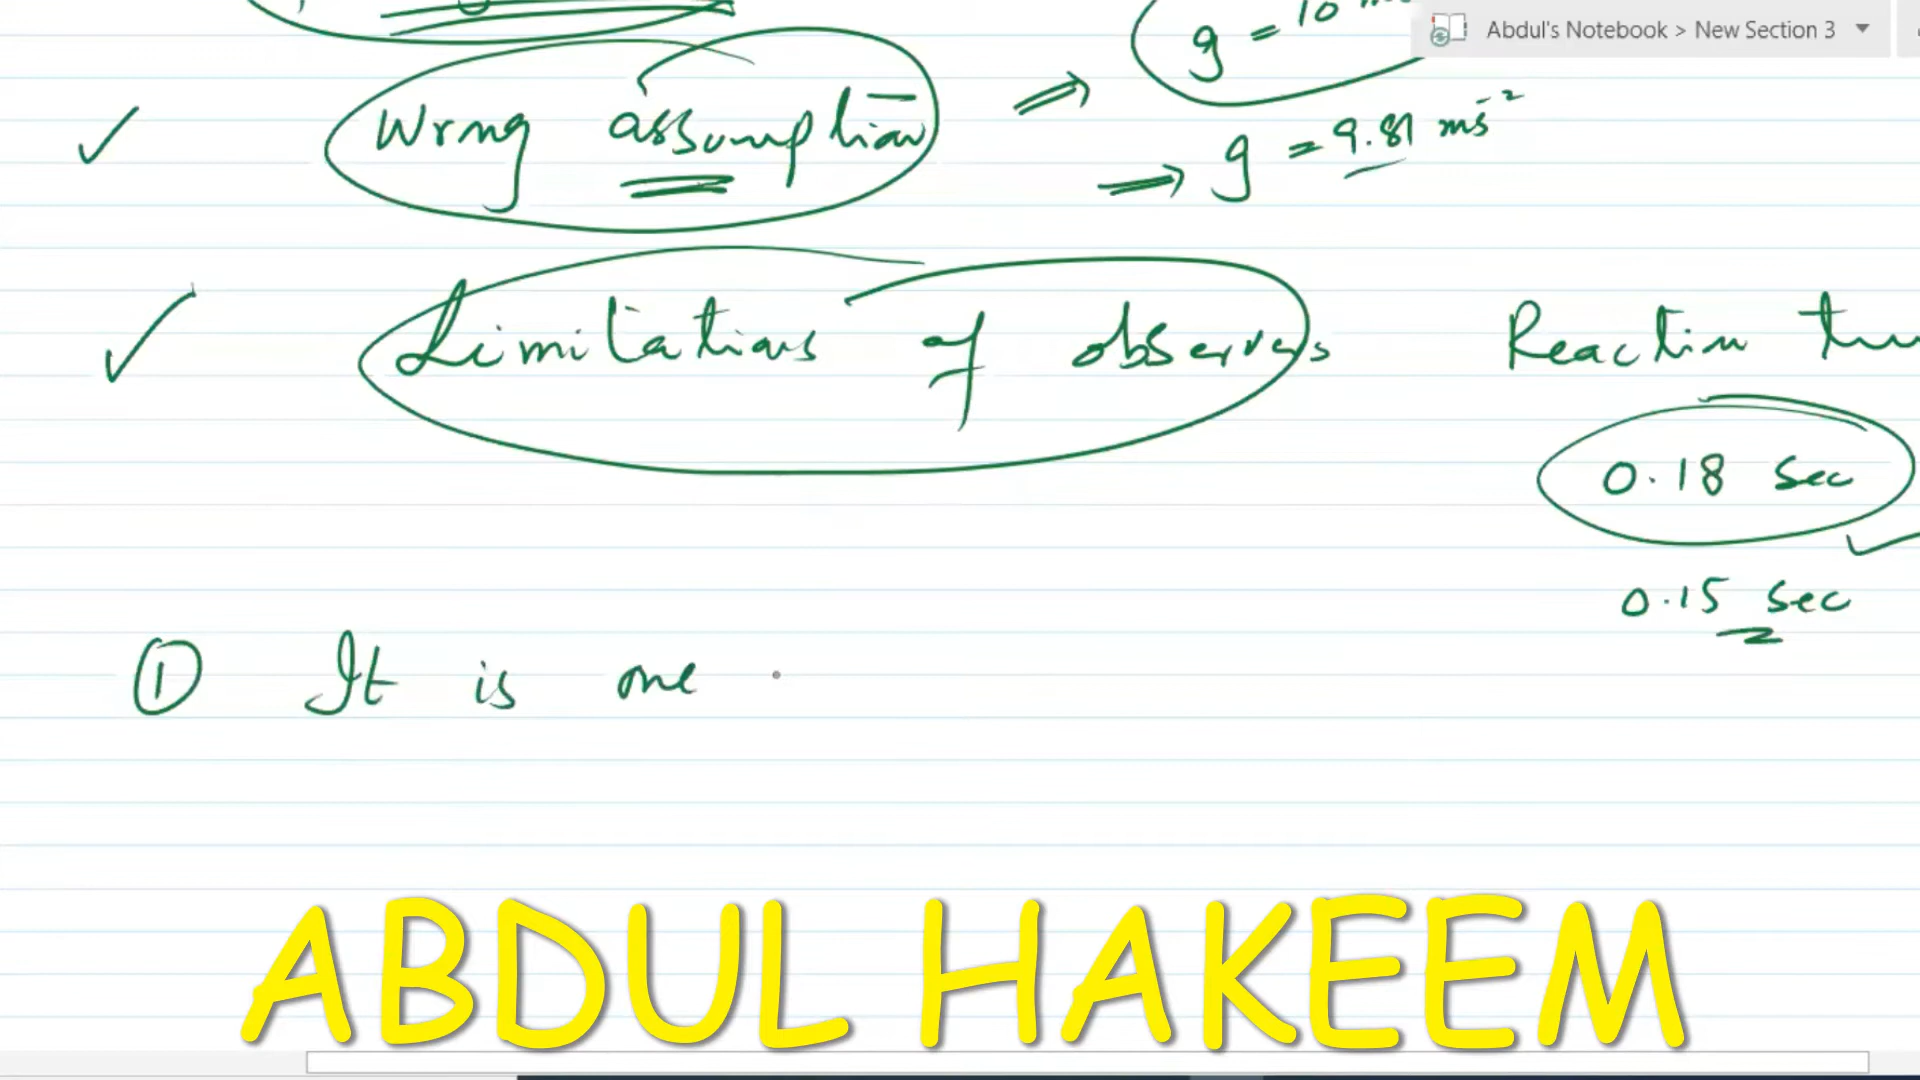 g = 10
Abdul's Notebook > New Section 3
✓ Wrong assumption ⇒
⇒ g = 9.81 ms⁻²
✓ Limitations of observers Reaction
0.18 sec
✓
0.15 sec
① It is one
ABDUL HAKEEM